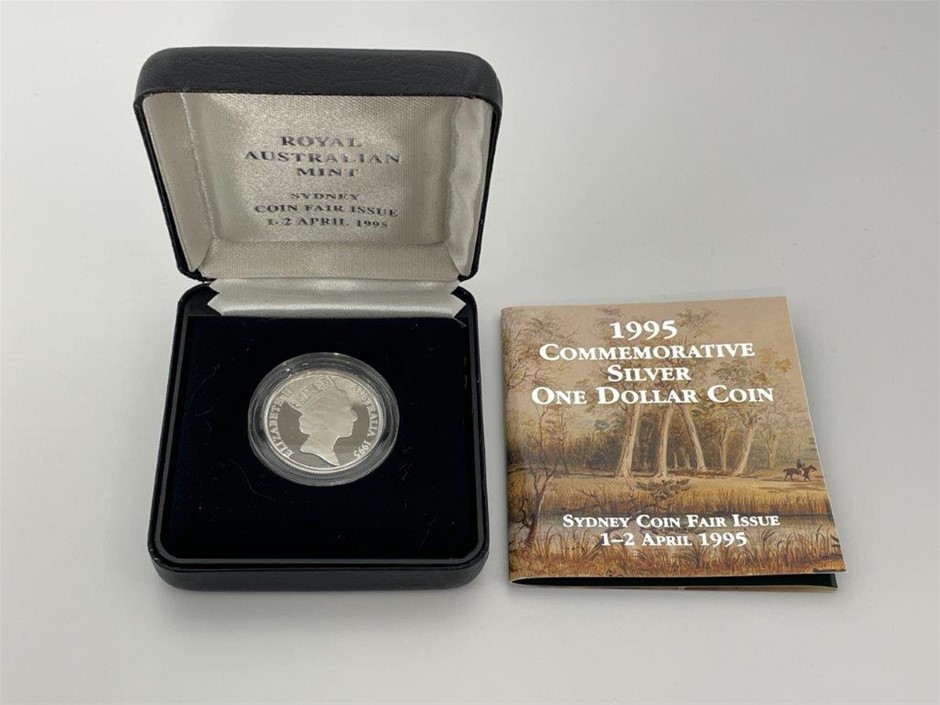 ROYAL
AUSTRALIAN
MINT
SYDNEY
COIN FAIR ISSUE
1-2 APRIL 1995
ELIZABETH II AUSTRALIA 1995
1995
COMMEMORATIVE
SILVER
ONE DOLLAR COIN
SYDNEY COIN FAIR ISSUE
1–2 APRIL 1995